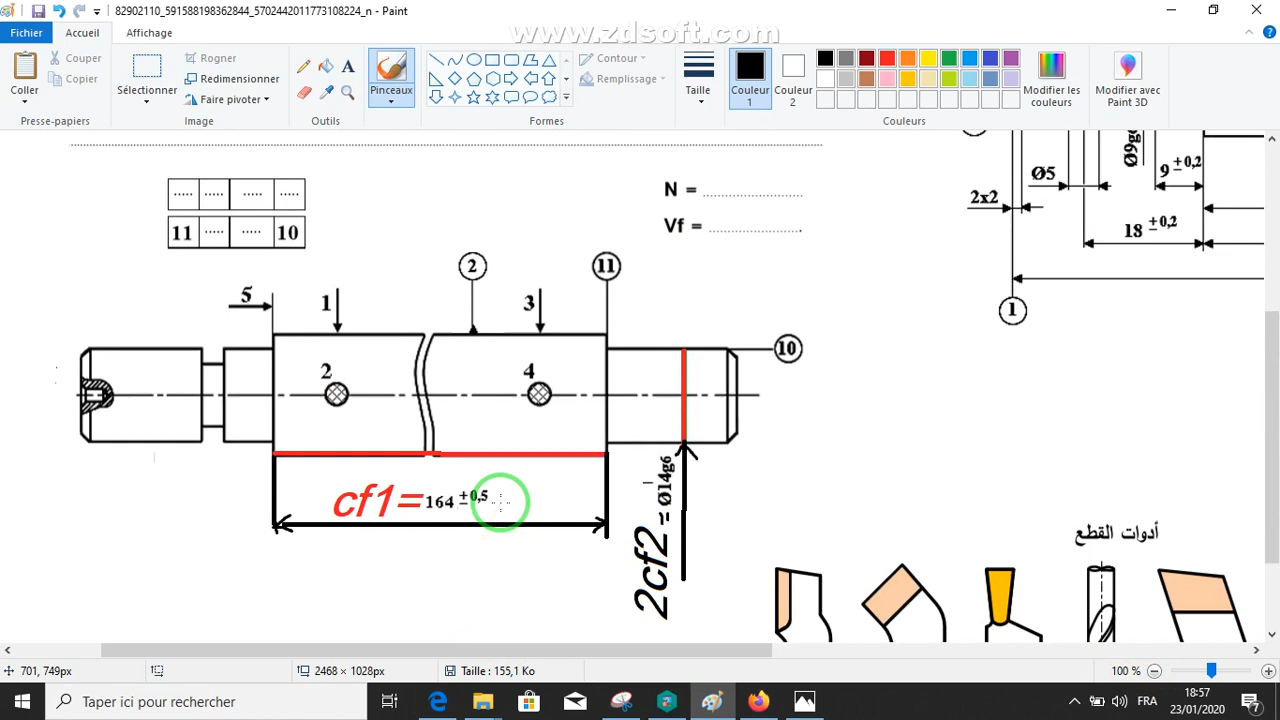 82902110_591588198362844_5702442011773108224_n - Paint
www.zdsoft.com
Fichier
Accueil
Affichage
Coller
Couper
Copier
Presse-papiers
Sélectionner
Rogner
Redimensionner
Faire pivoter
Image
Outils
Pinceaux
Contour
Remplissage
Formes
Taille
Couleur
1
Couleur
2
Modifier les
couleurs
Modifier avec
Paint 3D
Couleurs
N =
Vf =
11 10
2
11
5
1
3
2
4
10
cf1= 164 ± 0,5
2cf2 = Ø14g6
Ø5
9 ± 0,2
2x2
18 ± 0,2
1
أدوات القطع
701, 749px
2468 × 1028px
Taille : 155,1 Ko
100 %
Taper ici pour rechercher
FRA
18:57
23/01/2020
7